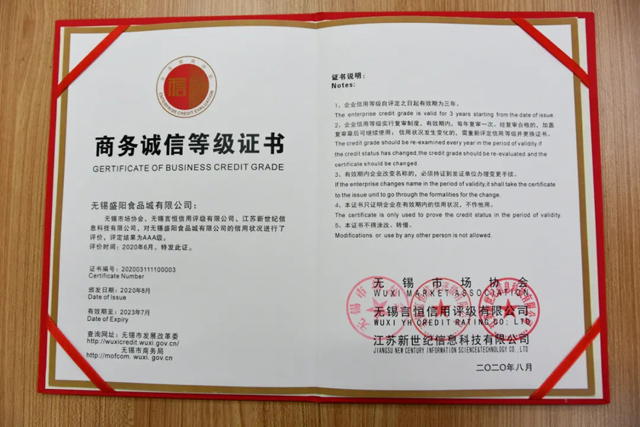 信
ENTERPRISE CREDIT EVALUATION
商务诚信等级证书
CERTIFICATE OF BUSINESS CREDIT GRADE
无锡盛阳食品城有限公司：
无锡市场协会、无锡言恒信用评级有限公司、江苏新世纪信
息科技有限公司，对无锡盛阳食品城有限公司的信用状况进行了
评价，评定结果为AAA级。
评价时间：2020年6月，特发此证。
证书编号：202003111100003
Certificate Number
颁发日期：2020年8月
Date of Issue
有效期至：2023年7月
Date of Expiry
查询网址：无锡市发展改革委
http://wuxicredit.wuxi.gov.cn/
无锡市商务局
http://mofcom.wuxi.gov.cn/
证书说明：
Notes:
1、企业信用等级自评定之日起有效期为三年。
The enterprise credit grade is valid for 3 years starting from the date of issue.
2、企业信用等级实行复审制度，有效期内，每年复审一次，经复审合格的，加盖
复审章后可继续使用；信用状况发生变化的，需重新评定信用等级并更换证书。
The credit grade should be re-examined every year in the period of validity.if
the credit status has changed,the credit grade should be re-evaluated and the
certificate should be changed.
3、有效期内企业改变名称的，必须持证到发证单位办理变更手续。
If the enterprise changes name in the period of validity,it shall take the certificate
to the issue unit to go through the formalities for the change.
4、本证书只证明企业在有效期内的信用状况，不作他用。
The certificate is only used to prove the credit status in the period of validity.
5、本证书不得涂改、转借。
Modifications or use by any other person is not allowed.
无锡市场协会
WUXI MARKET ASSOCIATION
无锡言恒信用评级有限公司
WUXI YH CREDIT RATING CO. LTD
江苏新世纪信息科技有限公司
JIANGSU NEW CENTURY INFORMATION SCIENCE&TECHNOLOGY CO., LTD
二〇二〇年八月